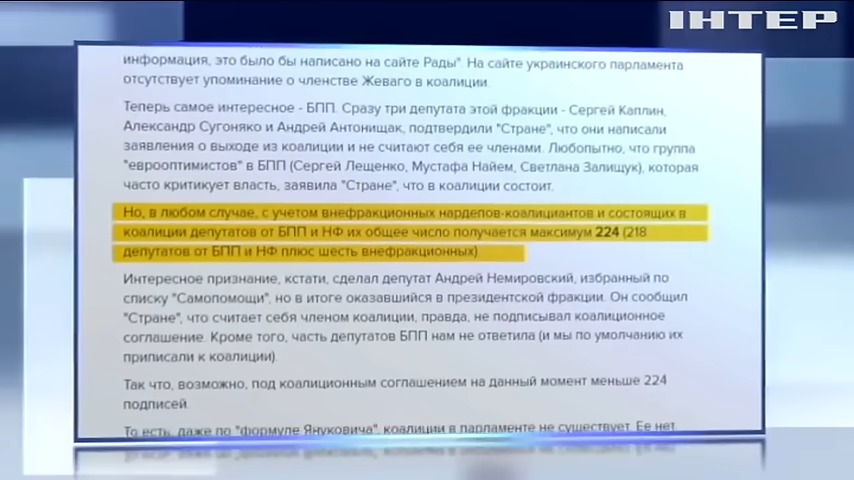 ІНТЕР
информация, это было бы написано на сайте Рады". На сайте украинского парламента
отсутствует упоминание о членстве Жеваго в коалиции.
Теперь самое интересное - БПП. Сразу три депутата этой фракции - Сергей Каплин,
Александр Сугоняко и Андрей Антонищак, подтвердили "Стране", что они написали
заявления о выходе из коалиции и не считают себя ее членами. Любопытно, что группа
"еврооптимистов" в БПП (Сергей Лещенко, Мустафа Найем, Светлана Залищук), которая
часто критикует власть, заявила "Стране", что в коалиции состоит.
Но, в любом случае, с учетом внефракционных нардепов-коалициантов и состоящих в
коалиции депутатов от БПП и НФ их общее число получается максимум 224 (218
депутатов от БПП и НФ плюс шесть внефракционных)
Интересное признание, кстати, сделал депутат Андрей Немировский, избранный по
списку "Самопомощи", но в итоге оказавшийся в президентской фракции. Он сообщил
"Стране", что считает себя членом коалиции, правда, не подписывал коалиционное
соглашение. Кроме того, часть депутатов БПП нам не ответила (и мы по умолчанию их
приписали к коалиции).
Так что, возможно, под коалиционным соглашением на данный момент меньше 224
подписей.
То есть, даже по "формуле Януковича", коалиции в парламенте не существует. Ее нет